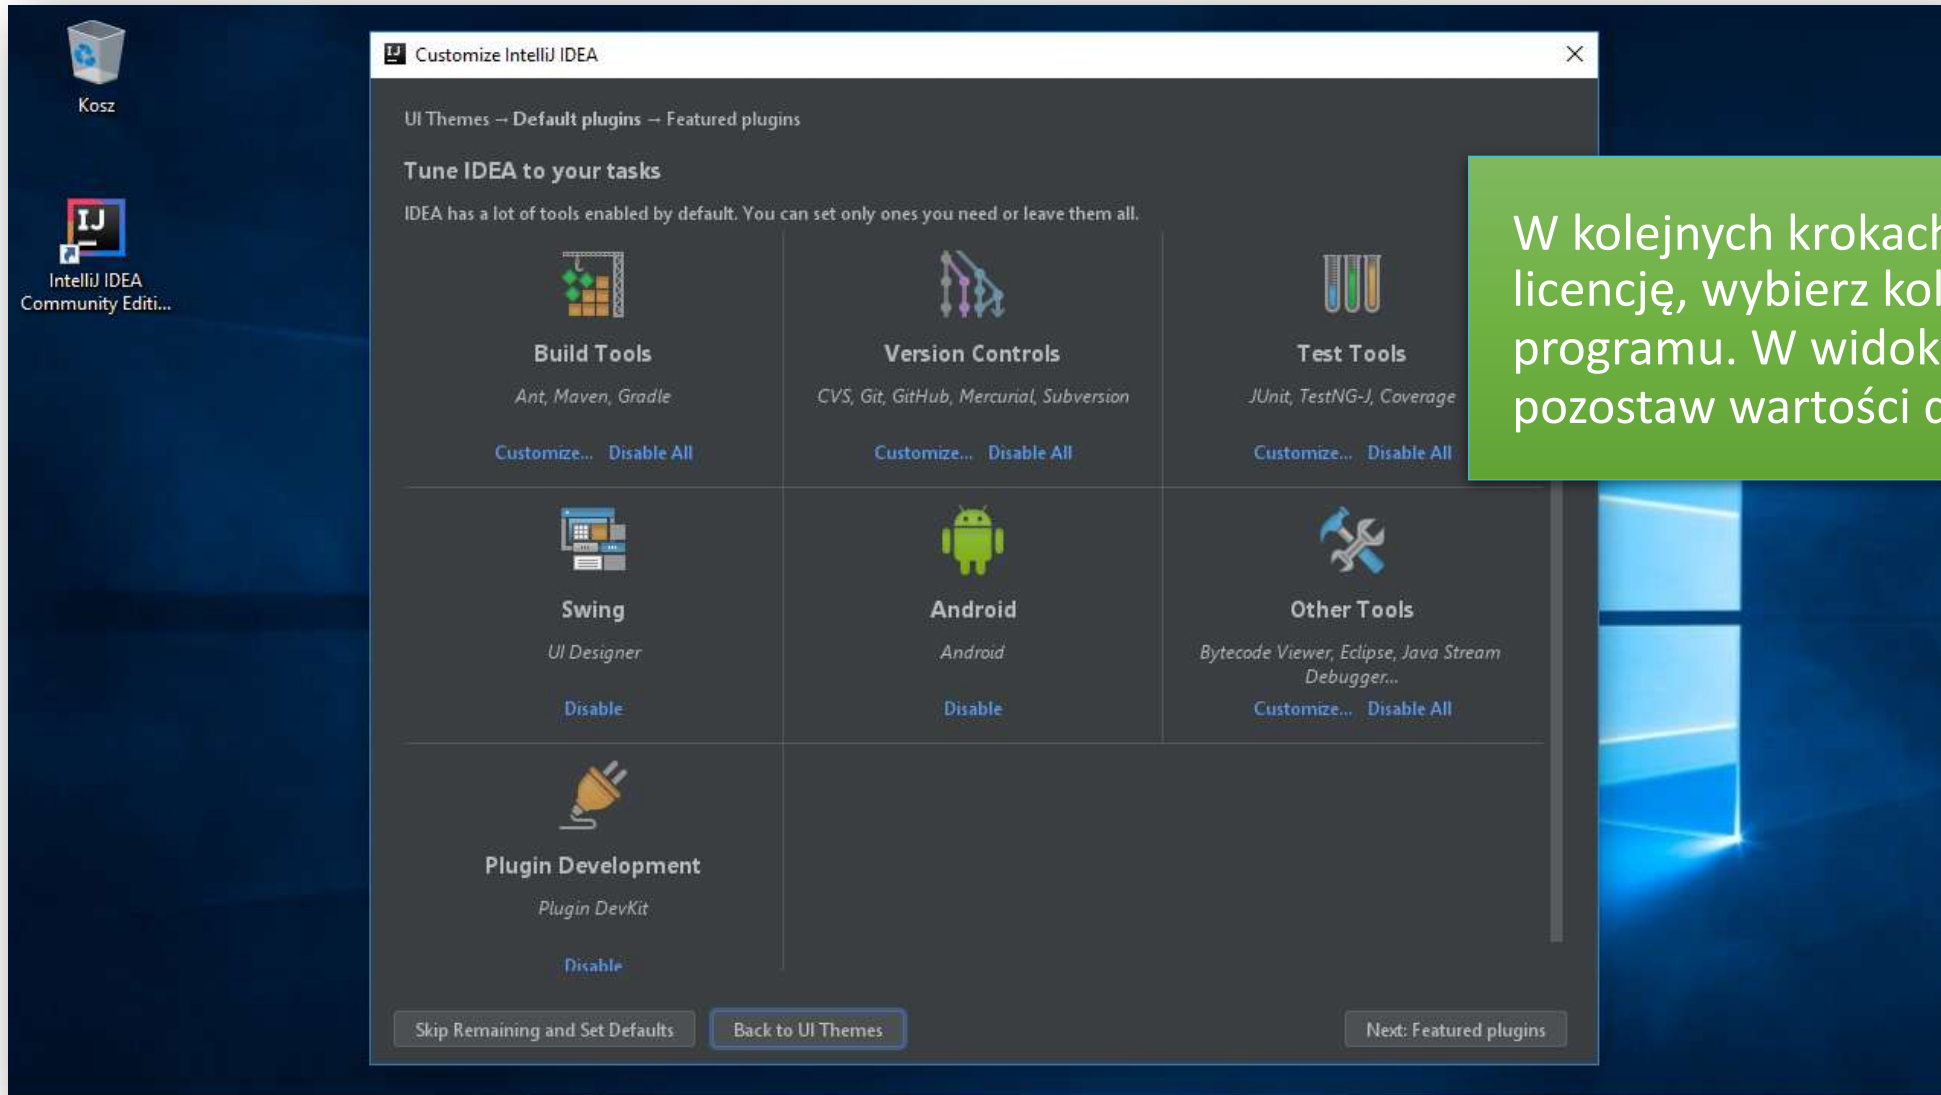 Kosz
IntelliJ IDEA
Community Editi...
Customize IntelliJ IDEA
UI Themes → Default plugins → Featured plugins
Tune IDEA to your tasks
IDEA has a lot of tools enabled by default. You can set only ones you need or leave them all.
Build Tools
Ant, Maven, Gradle
Customize... Disable All
Version Controls
CVS, Git, GitHub, Mercurial, Subversion
Customize... Disable All
Test Tools
JUnit, TestNG-J, Coverage
Customize... Disable All
Swing
UI Designer
Disable
Android
Android
Disable
Other Tools
Bytecode Viewer, Eclipse, Java Stream
Debugger...
Customize... Disable All
Plugin Development
Plugin DevKit
Disable
Skip Remaining and Set Defaults
Back to UI Themes
Next: Featured plugins
W kolejnych krokach
licencję, wybierz
programu. W
pozostaw wartości